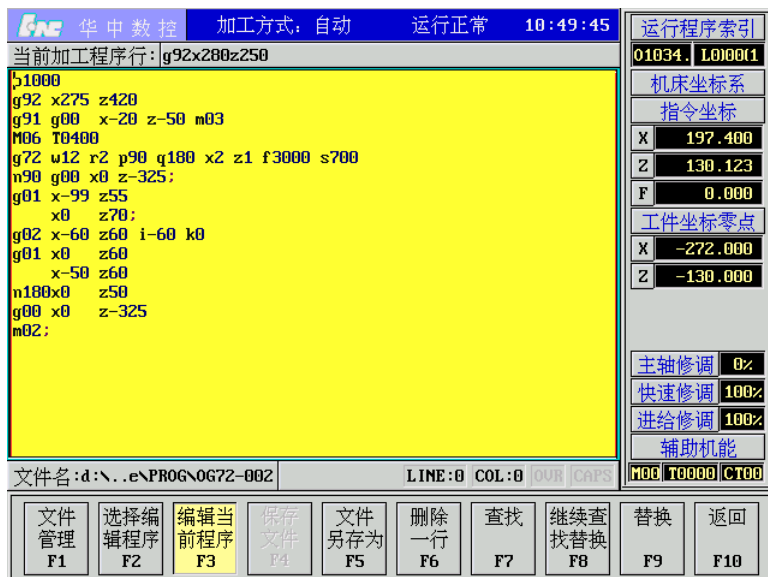 华中数控 加工方式：自动 运行正常 10:49:45
当前加工程序行：g92x280z250
%1000
g92 x275 z420
g91 g00 x-20 z-50 m03
M06 T0400
g72 w12 r2 p90 q180 x2 z1 f3000 s700
n90 g00 x0 z-325;
g01 x-99 z55
x0 z70;
g02 x-60 z60 i-60 k0
g01 x0 z60
x-50 z60
n180x0 z50
g00 x0 z-325
m02;
文件名:d:\..e\PROG\OG72-002 LINE:0 COL:0 OVR CAPS
运行程序索引
O1034.
机床坐标系
指令坐标
X 197.400
Z 130.123
F 0.000
工件坐标零点
X -272.000
Z -130.000
主轴修调 0%
快速修调 100%
进给修调 100%
辅助机能
M00 T0000 CT00
文件管理 F1
选择编辑程序 F2
编辑当前程序 F3
保存文件 F4
文件另存为 F5
删除一行 F6
查找 F7
继续查找替换 F8
替换 F9
返回 F10